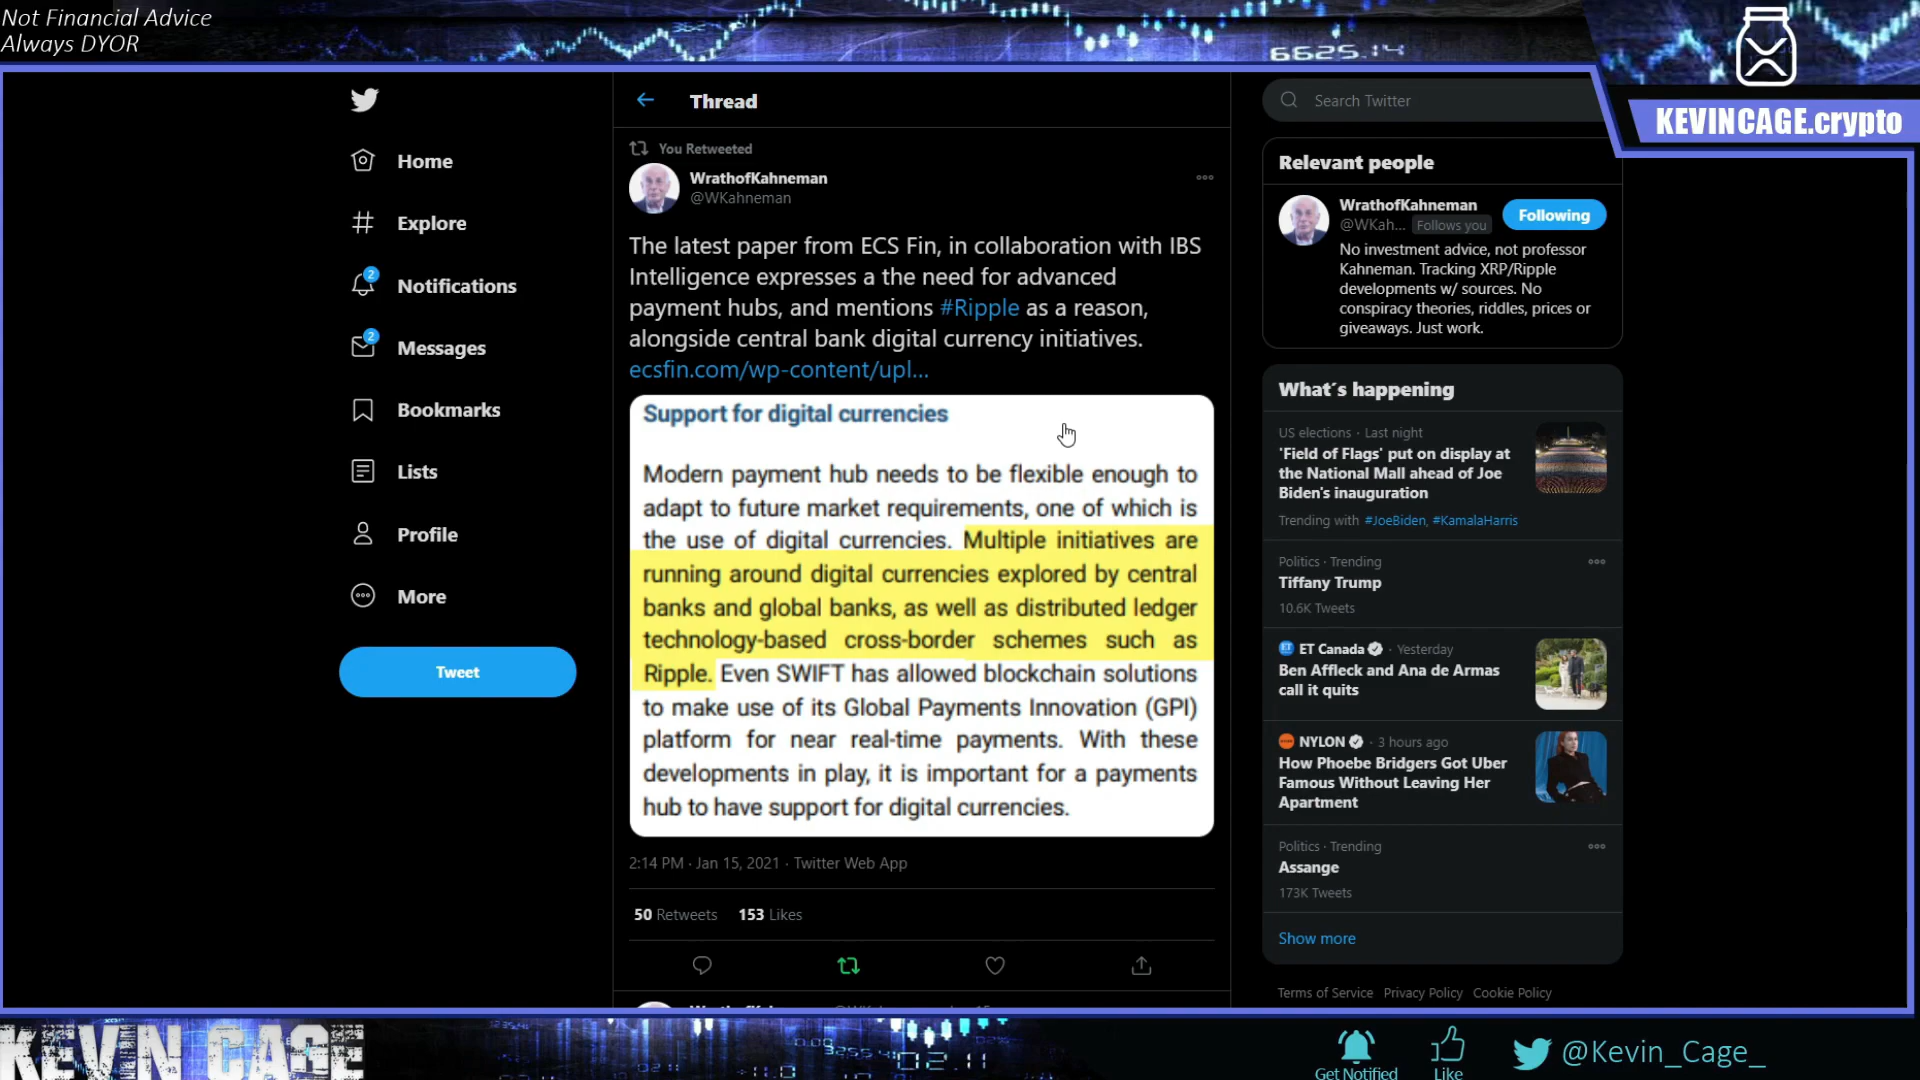 Not Financial Advice
Always DYOR
6625.14
KEVINCAGE.crypto
Home
Explore
2
Notifications
2
Messages
Bookmarks
Lists
Profile
More
Tweet
Thread
You Retweeted
WrathofKahneman
@WKahneman
The latest paper from ECS Fin, in collaboration with IBS
Intelligence expresses a the need for advanced
payment hubs, and mentions #Ripple as a reason,
alongside central bank digital currency initiatives.
ecsfin.com/wp-content/upl...
Support for digital currencies
Modern payment hub needs to be flexible enough to
adapt to future market requirements, one of which is
the use of digital currencies. Multiple initiatives are
running around digital currencies explored by central
banks and global banks, as well as distributed ledger
technology-based cross-border schemes such as
Ripple. Even SWIFT has allowed blockchain solutions
to make use of its Global Payments Innovation (GPI)
platform for near real-time payments. With these
developments in play, it is important for a payments
hub to have support for digital currencies.
2:14 PM · Jan 15, 2021 · Twitter Web App
50 Retweets 153 Likes
Search Twitter
Relevant people
WrathofKahneman
@WKah... Follows you
Following
No investment advice, not professor
Kahneman. Tracking XRP/Ripple
developments w/ sources. No
conspiracy theories, riddles, prices or
giveaways. Just work.
What's happening
US elections · Last night
'Field of Flags' put on display at
the National Mall ahead of Joe
Biden's inauguration
Trending with #JoeBiden, #KamalaHarris
Politics · Trending
Tiffany Trump
10.6K Tweets
ET Canada · Yesterday
Ben Affleck and Ana de Armas
call it quits
NYLON · 3 hours ago
How Phoebe Bridgers Got Uber
Famous Without Leaving Her
Apartment
Politics · Trending
Assange
173K Tweets
Show more
Terms of Service Privacy Policy Cookie Policy
KEVIN CAGE
02.11
Get Notified
Like
@Kevin_Cage_